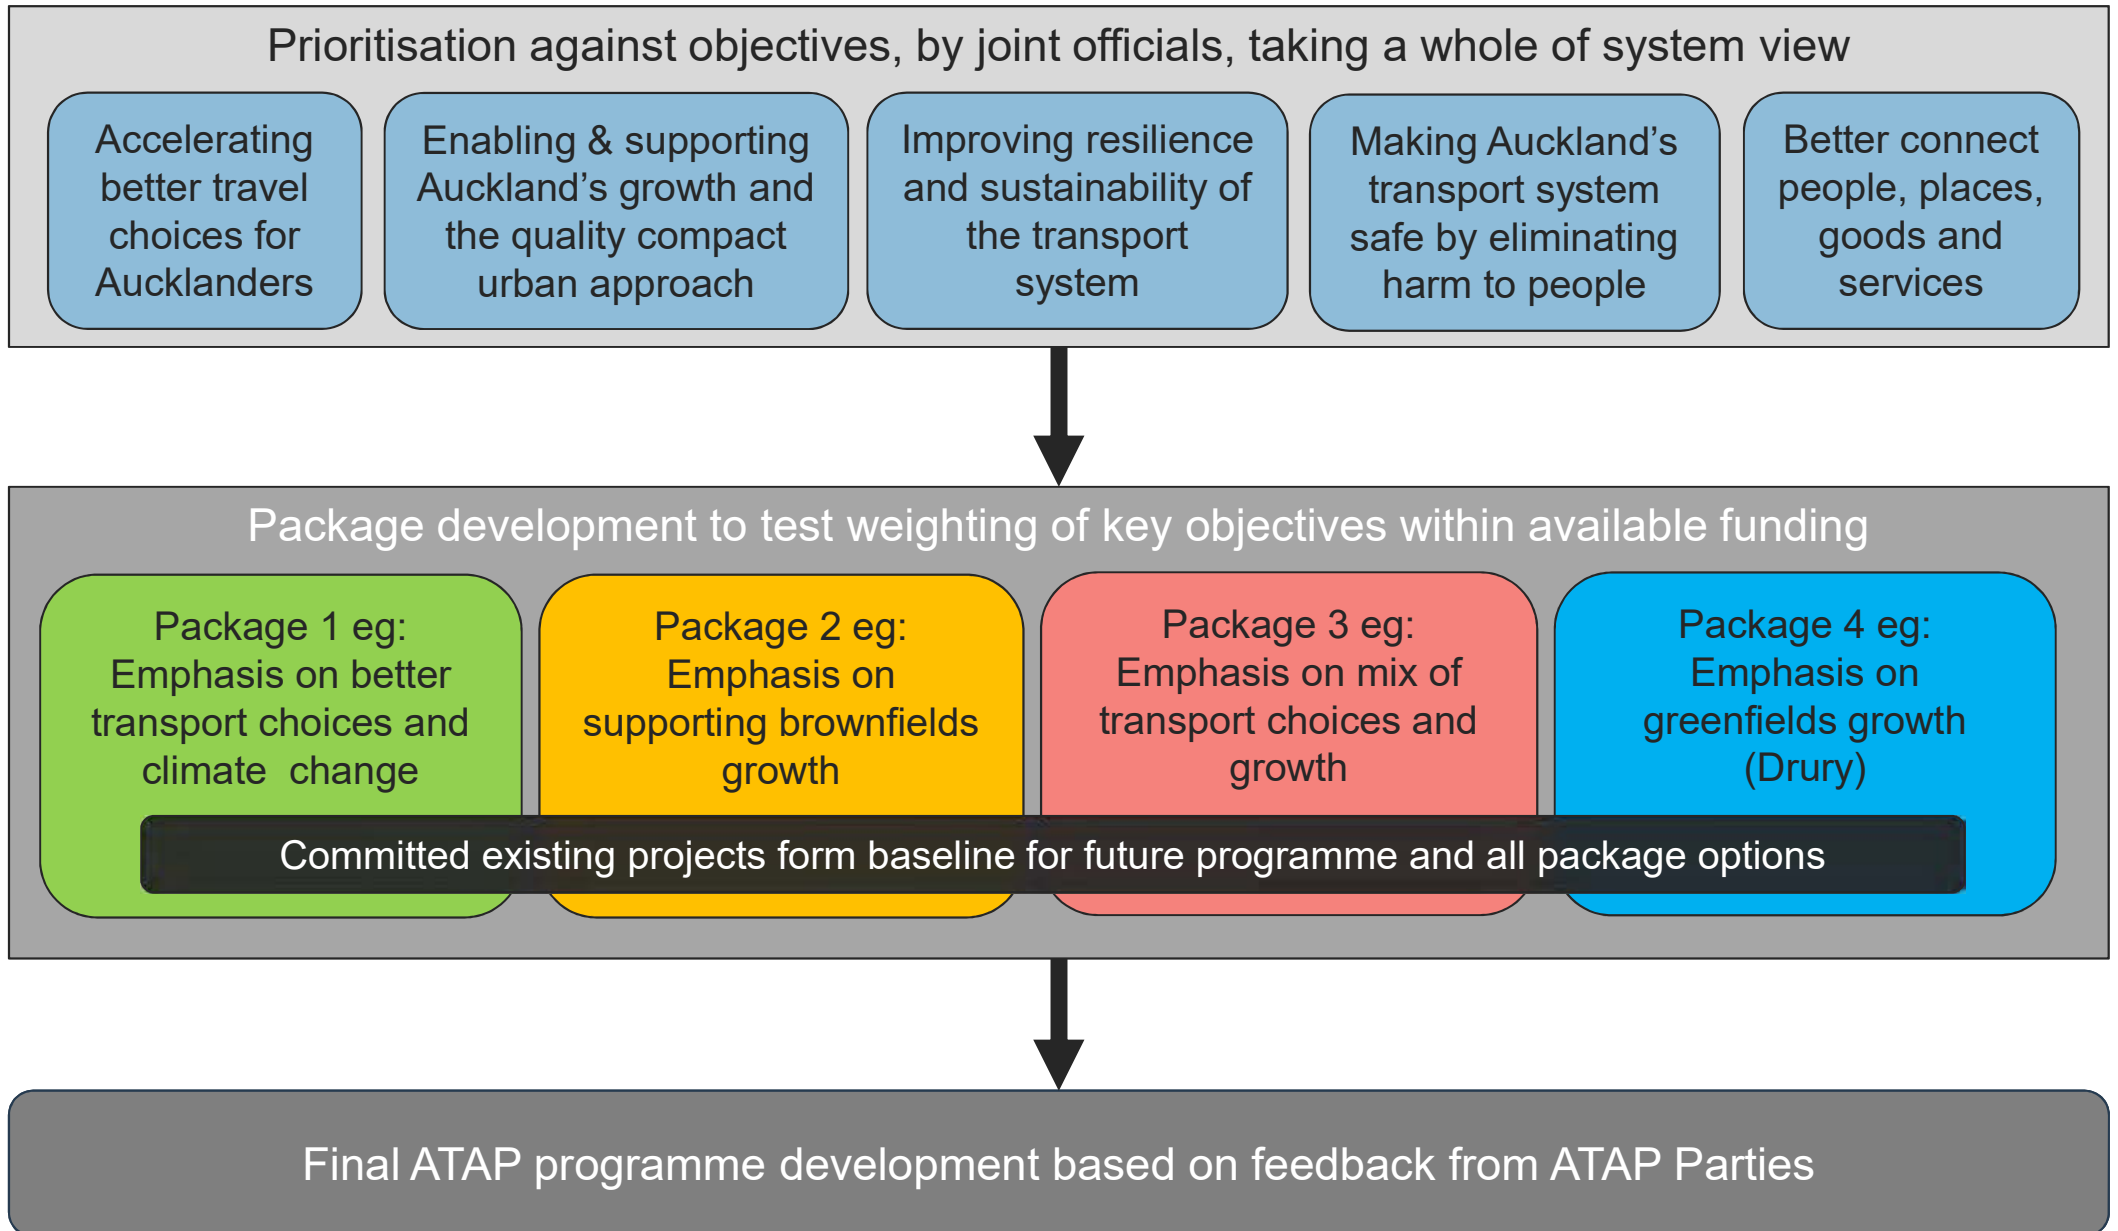 Prioritisation against objectives, by joint officials, taking a whole of system view
Accelerating
better travel
choices for
Aucklanders
Enabling & supporting
Auckland’s growth and
the quality compact
urban approach
Improving resilience
and sustainability of
the transport
system
Making Auckland’s
transport system
safe by eliminating
harm to people
Better connect
people, places,
goods and
services
Package development to test weighting of key objectives within available funding
Package 1 eg:
Emphasis on better
transport choices and
climate  change
Package 2 eg:
Emphasis on
supporting brownfields
growth
Package 3 eg:
Emphasis on mix of
transport choices and
growth
Package 4 eg:
Emphasis on
greenfields growth
(Drury)
Committed existing projects form baseline for future programme and all package options
Final ATAP programme development based on feedback from ATAP Parties